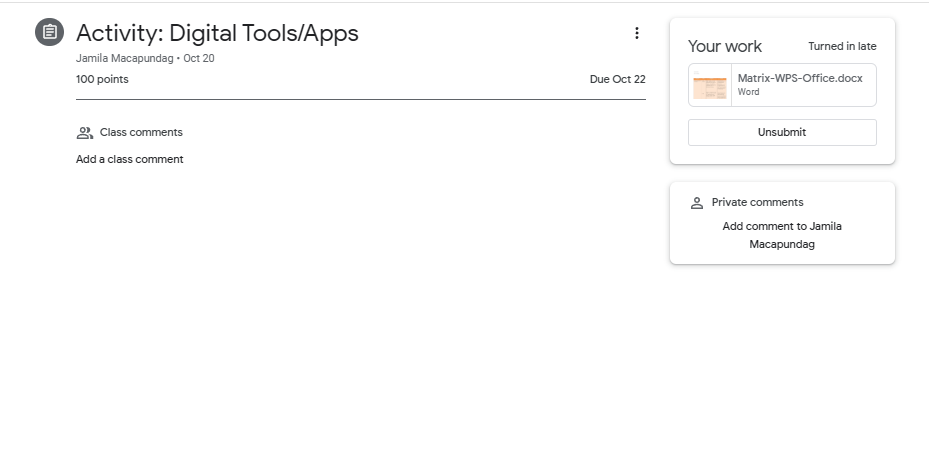 Activity: Digital Tools/Apps
Jamila Macapundag • Oct 20
100 points
Due Oct 22
Class comments
Add a class comment
Your work
Turned in late
Matrix-WPS-Office.docx
Word
Unsubmit
Private comments
Add comment to Jamila
Macapundag